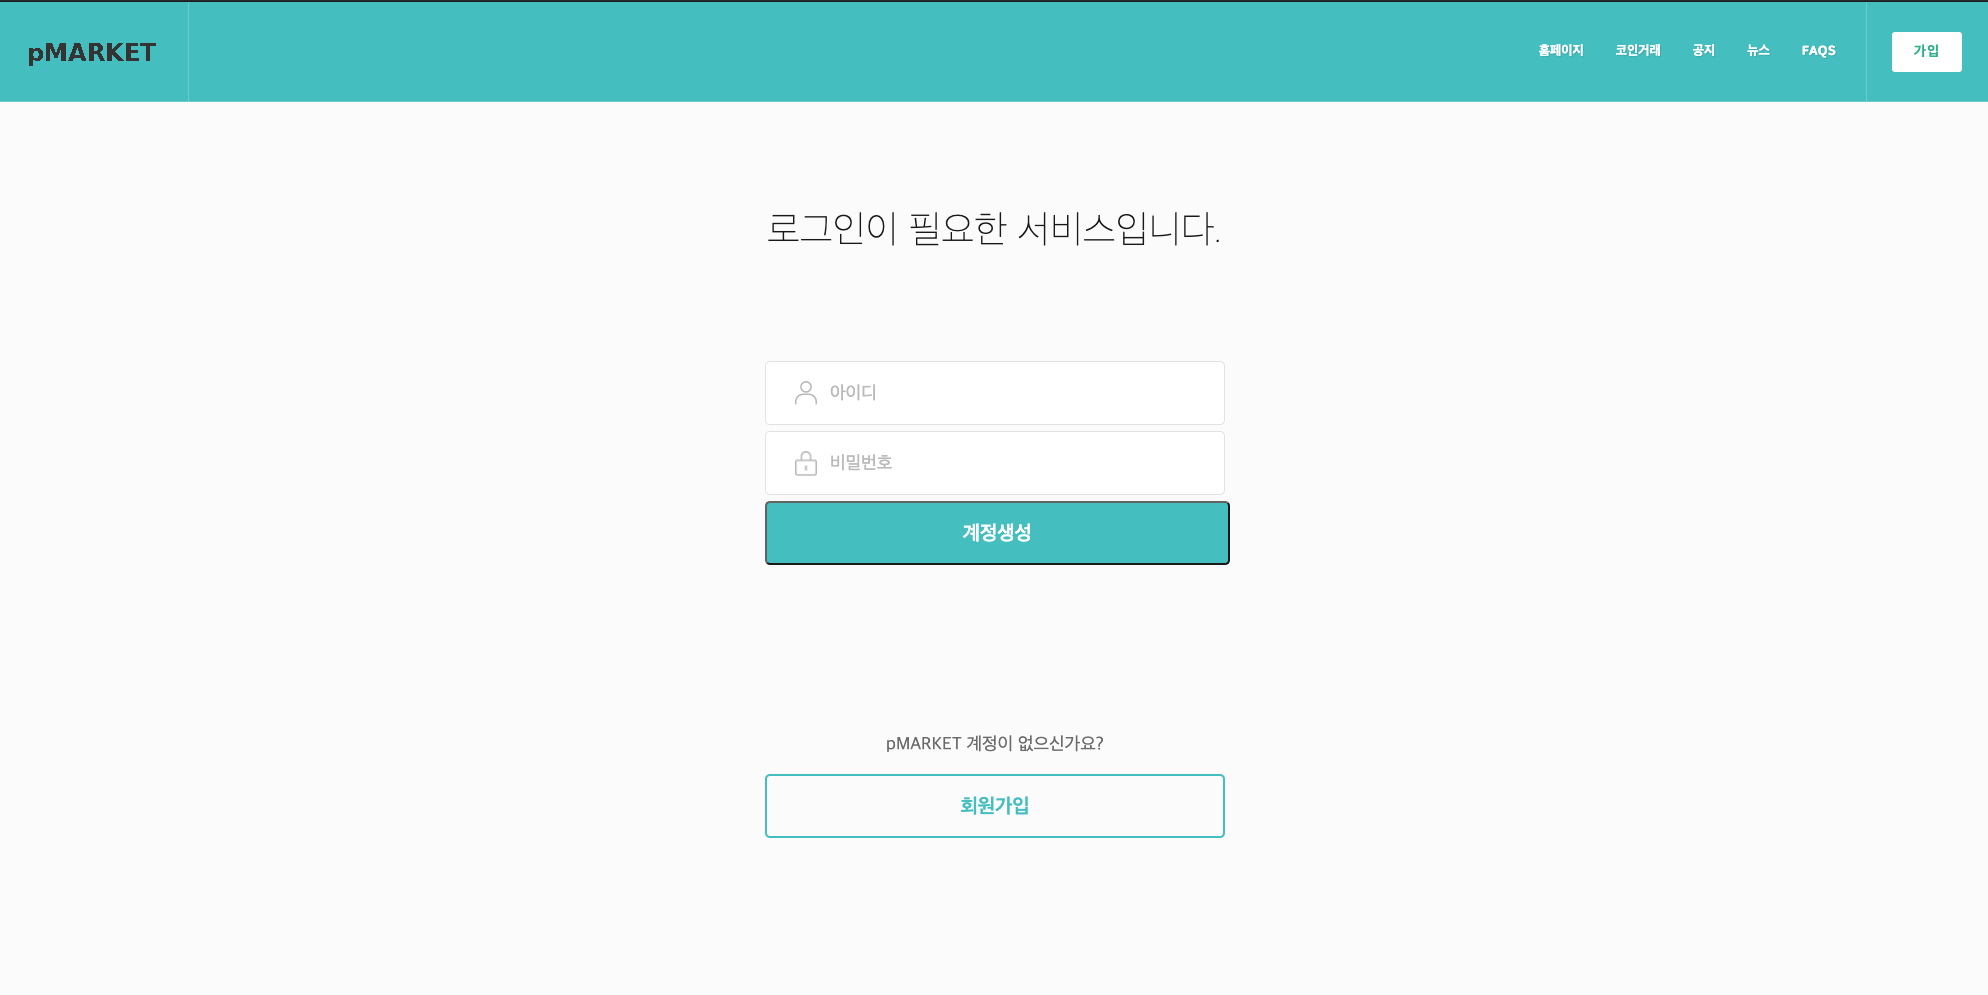 pMARKET
홈페이지 코인거래 공지 뉴스 FAQS 가입
로그인이 필요한 서비스입니다.
아이디
비밀번호
계정생성
pMARKET 계정이 없으신가요?
회원가입